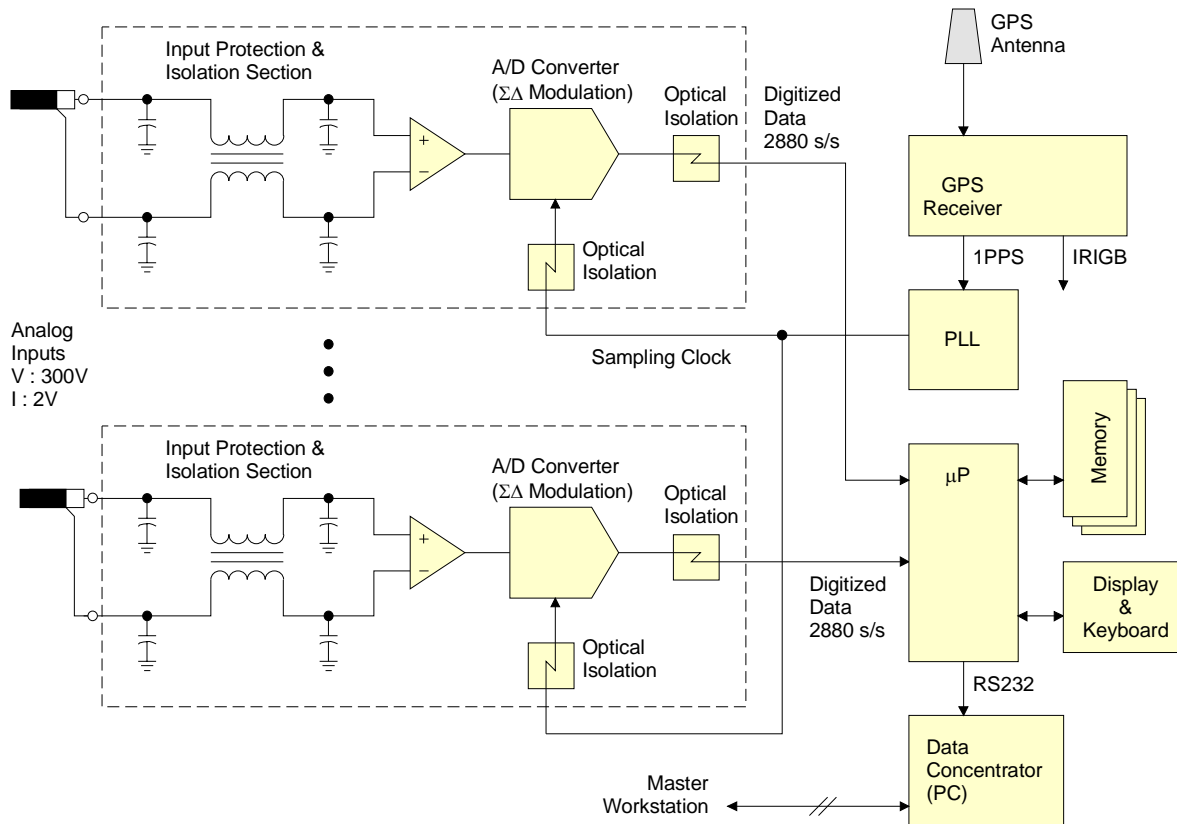 Input Protection &
Isolation Section
A/D Converter
(ΣΔ Modulation)
Optical
Isolation
Digitized
Data
2880 s/s
GPS
Antenna
+
−
GPS
Receiver
Optical
Isolation
1PPS
IRIGB
Analog
Inputs
V : 300V
I : 2V
Sampling Clock
PLL
Input Protection &
Isolation Section
A/D Converter
(ΣΔ Modulation)
Optical
Isolation
μP
Memory
+
−
Digitized
Data
2880 s/s
Display
&
Keyboard
Optical
Isolation
RS232
Data
Concentrator
(PC)
Master
Workstation